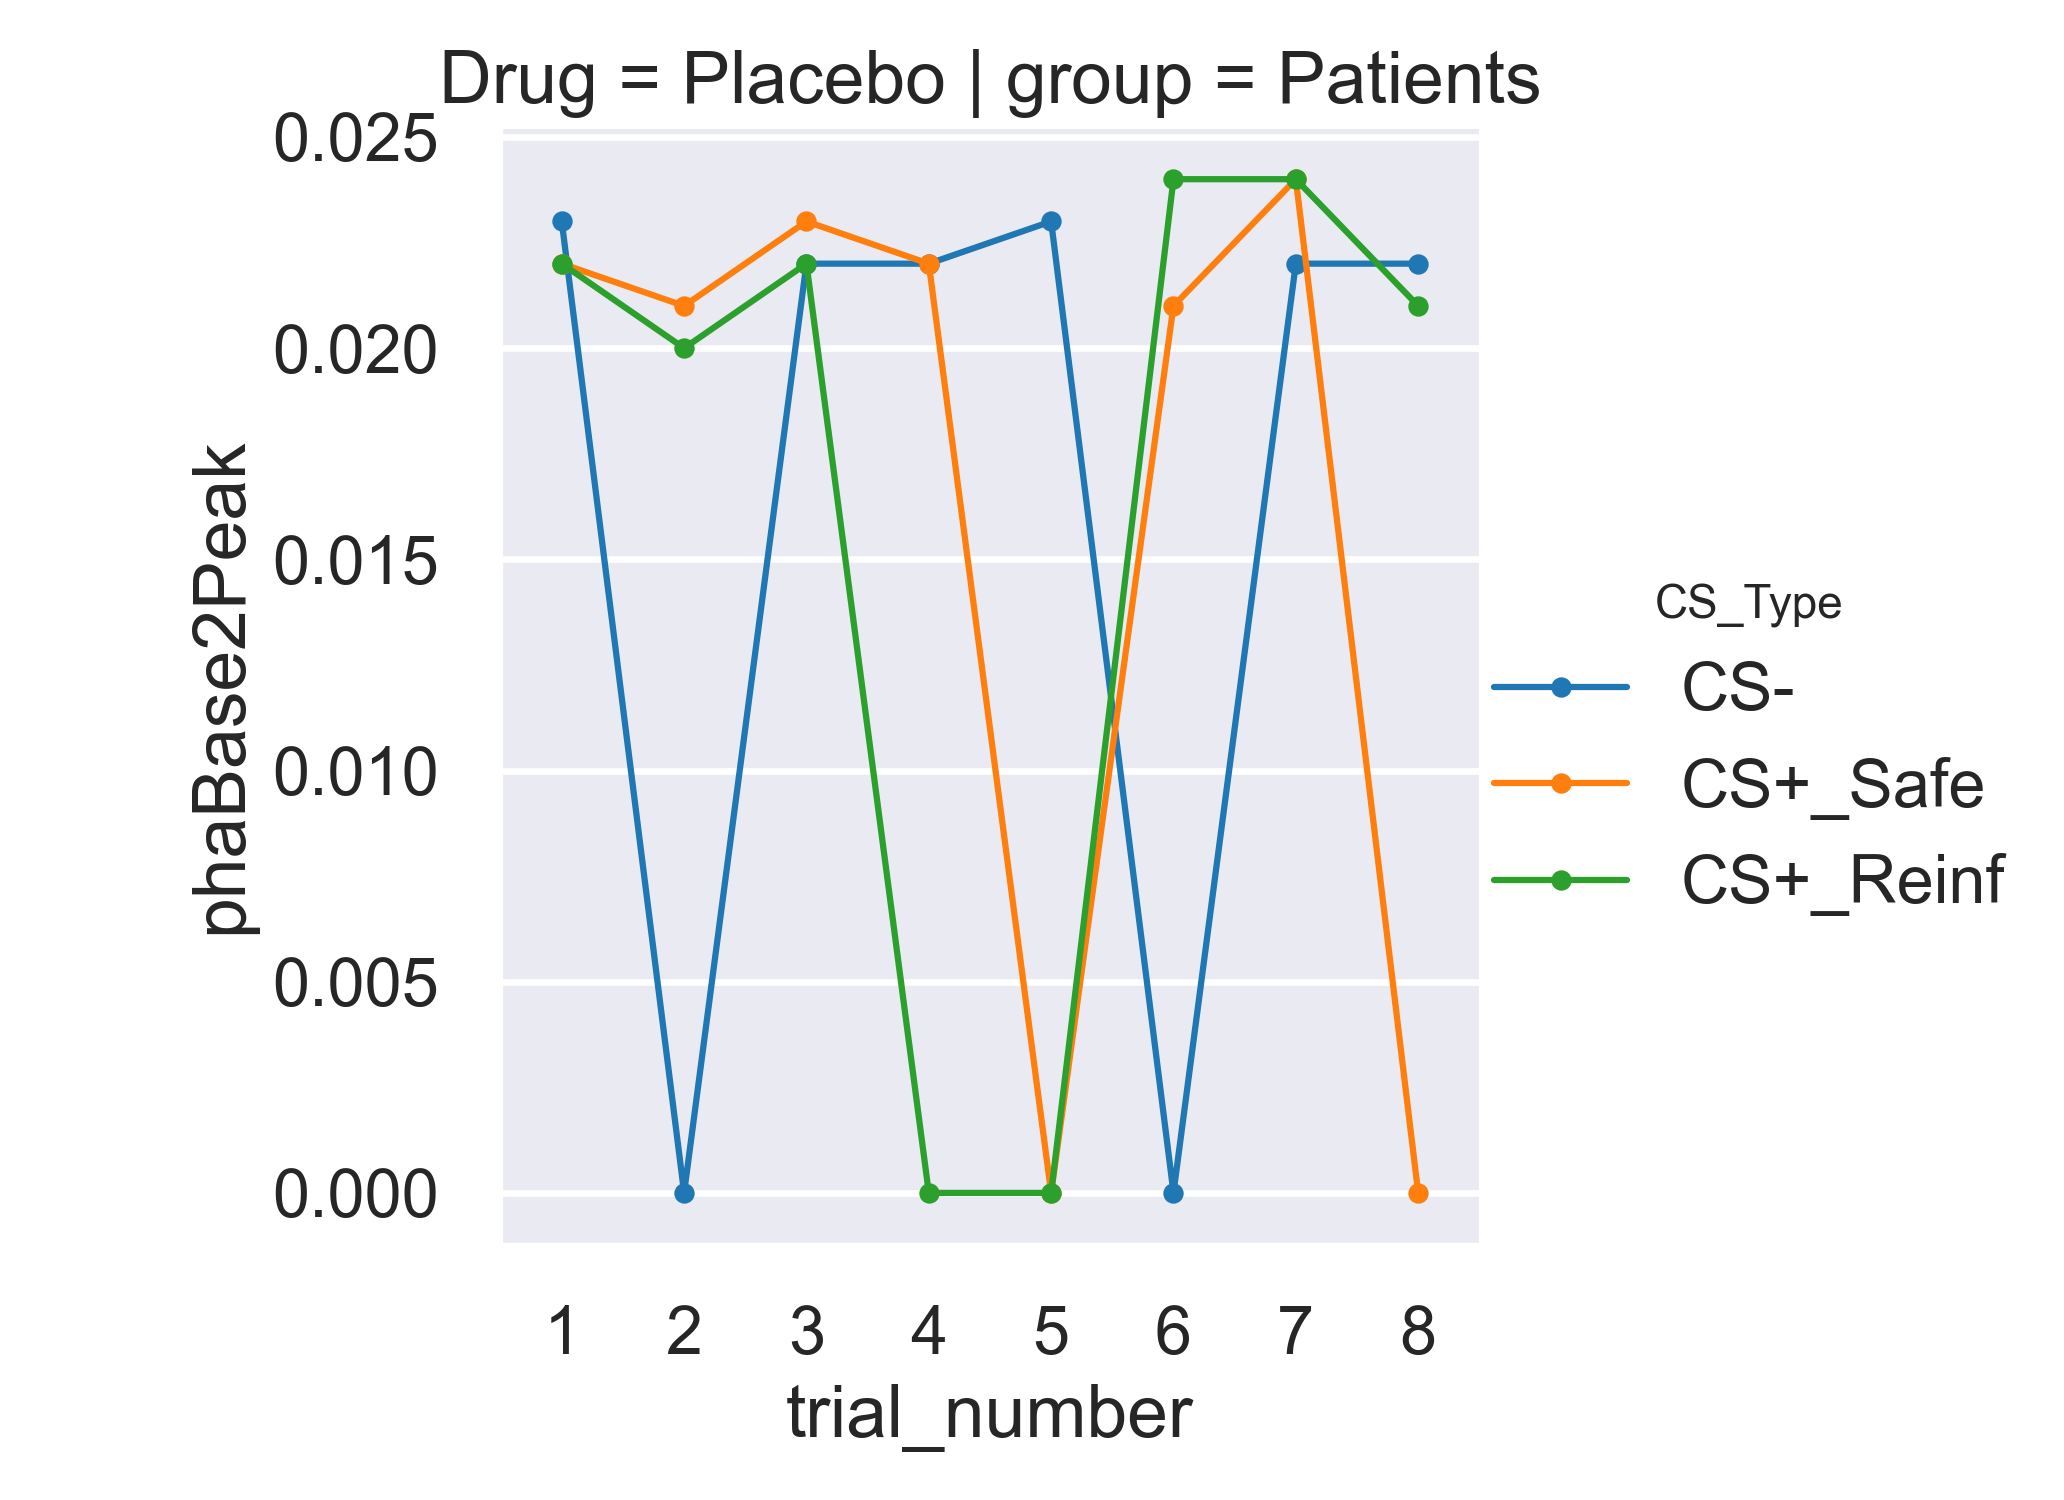 Drug = Placebo | group = Patients
0.025
0.020
0.015
0.010
0.005
0.000
phaBase2Peak
1 2 3 4 5 6 7 8
trial_number
CS_Type
CS-
CS+_Safe
CS+_Reinf